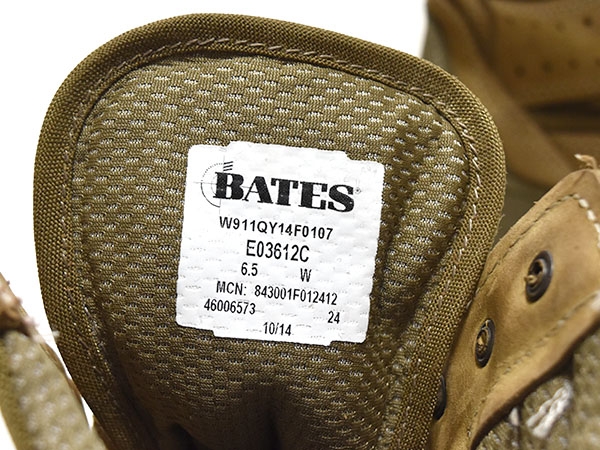 BATES
W911QY14F0107
E03612C
6.5 W
MCN: 843001F012412
46006573 24
10/14